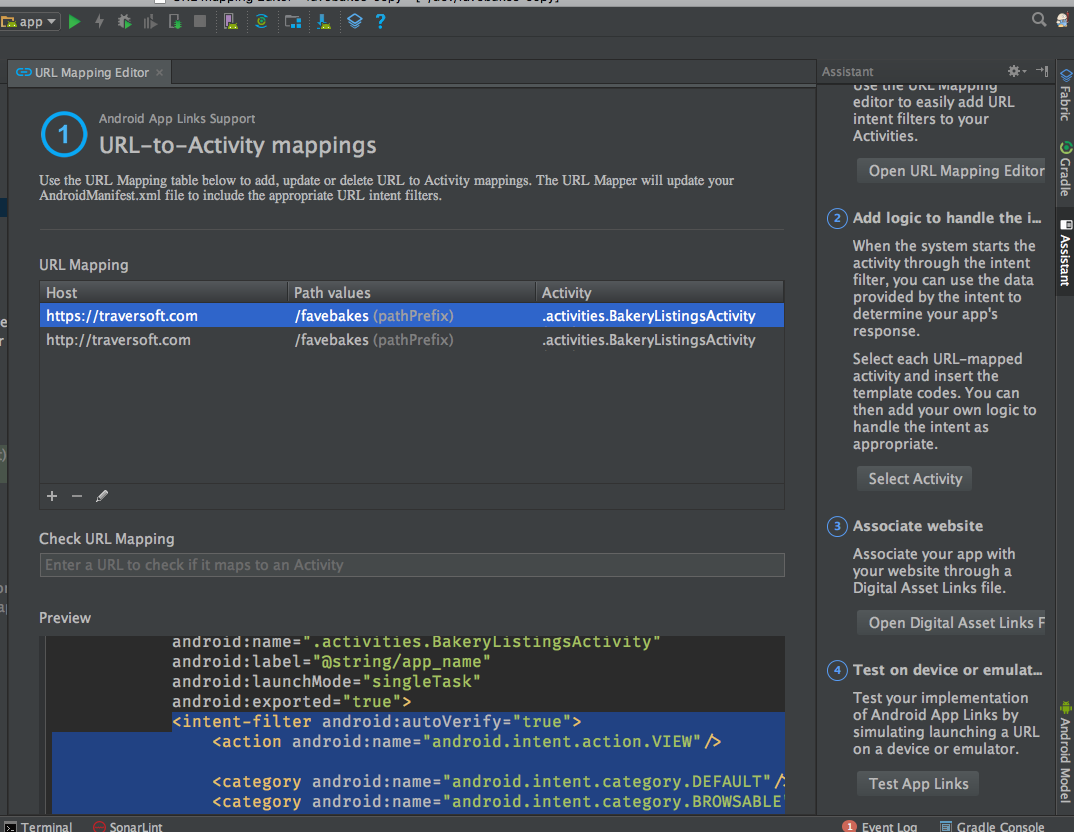 app
URL Mapping Editor
Android App Links Support
1
URL-to-Activity mappings
Use the URL Mapping table below to add, update or delete URL to Activity mappings. The URL Mapper will update your
AndroidManifest.xml file to include the appropriate URL intent filters.
URL Mapping
Host Path values Activity
https://traversoft.com /favebakes (pathPrefix) .activities.BakeryListingsActivity
http://traversoft.com /favebakes (pathPrefix) .activities.BakeryListingsActivity
Check URL Mapping
Enter a URL to check if it maps to an Activity
Preview
android:name=".activities.BakeryListingsActivity"
android:label="@string/app_name"
android:launchMode="singleTask"
android:exported="true">
<intent-filter android:autoVerify="true">
<action android:name="android.intent.action.VIEW"/>
<category android:name="android.intent.category.DEFAULT"/
<category android:name="android.intent.category.BROWSABLE"
Assistant
Use the URL Mapping
editor to easily add URL
intent filters to your
Activities.
Open URL Mapping Editor
2 Add logic to handle the i...
When the system starts the
activity through the intent
filter, you can use the data
provided by the intent to
determine your app's
response.
Select each URL-mapped
activity and insert the
template codes. You can
then add your own logic to
handle the intent as
appropriate.
Select Activity
3 Associate website
Associate your app with
your website through a
Digital Asset Links file.
Open Digital Asset Links F
4 Test on device or emulat...
Test your implementation
of Android App Links by
simulating launching a URL
on a device or emulator.
Test App Links
Fabric
Gradle
Assistant
Android Model
Terminal SonarLint
1 Event Log Gradle Console